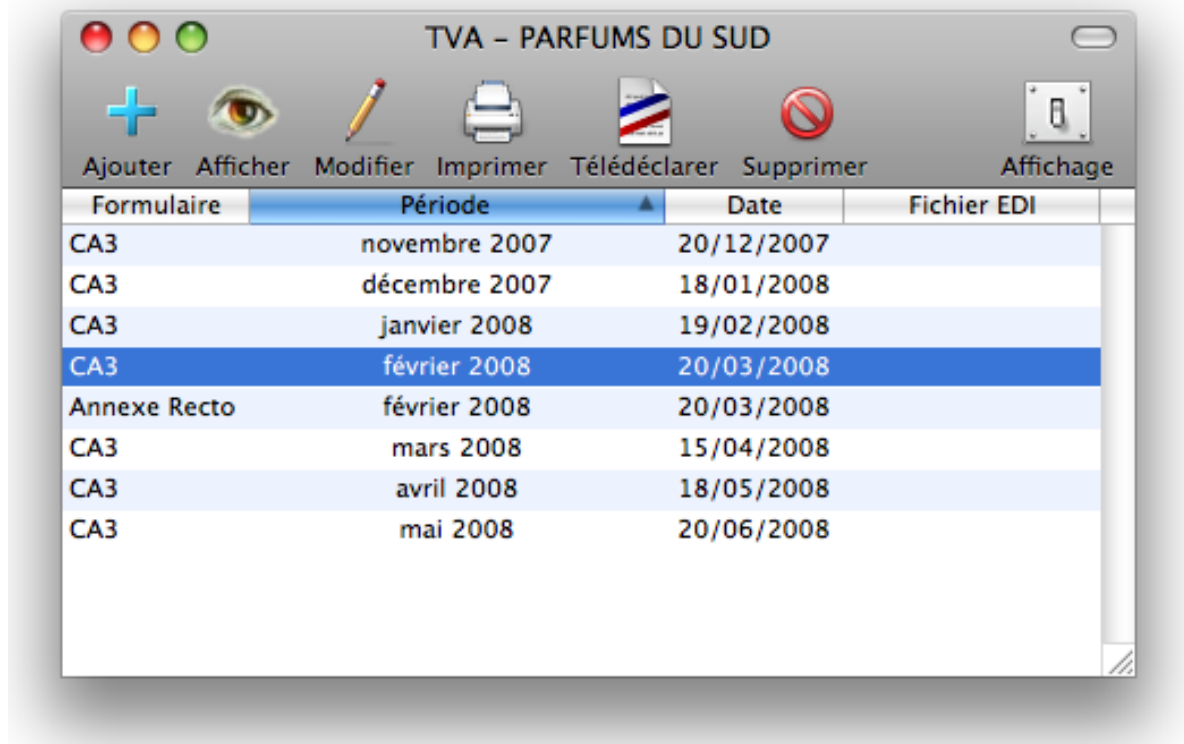 TVA – PARFUMS DU SUD
Ajouter Afficher Modifier Imprimer Télédéclarer Supprimer Affichage
Formulaire Période Date Fichier EDI
CA3 novembre 2007 20/12/2007
CA3 décembre 2007 18/01/2008
CA3 janvier 2008 19/02/2008
CA3 février 2008 20/03/2008
Annexe Recto février 2008 20/03/2008
CA3 mars 2008 15/04/2008
CA3 avril 2008 18/05/2008
CA3 mai 2008 20/06/2008